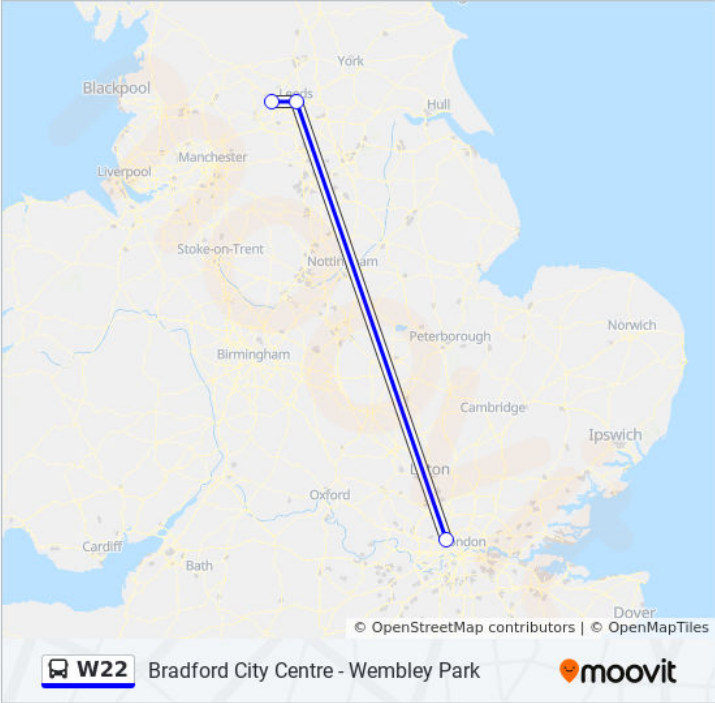 York
Blackpool
Leeds
Hull
Manchester
Liverpool
Stoke-on-Trent
Nottingham
Norwich
Peterborough
Birmingham
Cambridge
Ipswich
Luton
Oxford
London
Cardiff
Bath
Dover
© OpenStreetMap contributors | © OpenMapTiles
W22 Bradford City Centre - Wembley Park moovit